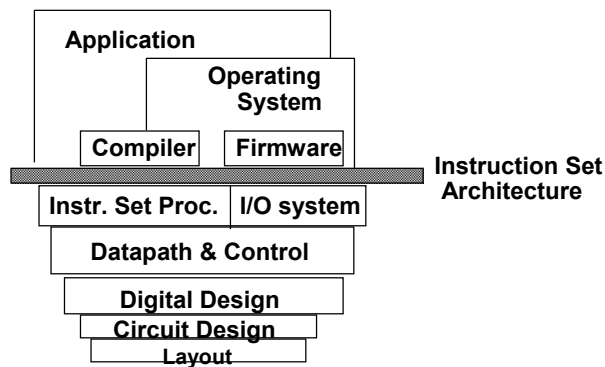 Application
Operating
System
Compiler
Firmware
Instruction Set
Architecture
Instr. Set Proc.
I/O system
Datapath & Control
Digital Design
Circuit Design
Layout